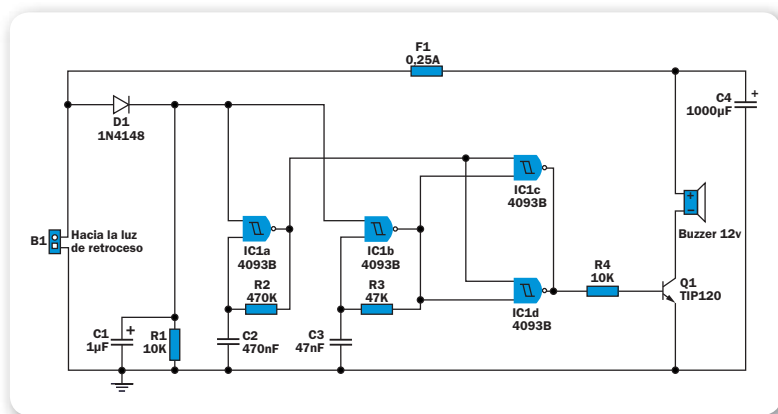 F1
0,25A
D1
1N4148
C4
1000µF
+
B1
Hacia la luz
de retroceso
IC1a
4093B
IC1b
4093B
IC1c
4093B
+
−
Buzzer 12v
R2
470K
R3
47K
IC1d
4093B
R4
10K
Q1
TIP120
C1
1µF
+
R1
10K
C2
470nF
C3
47nF